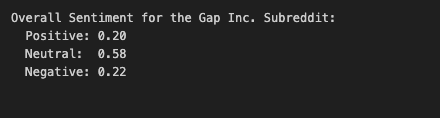 Overall Sentiment for the Gap Inc. Subreddit:
Positive: 0.20
Neutral: 0.58
Negative: 0.22